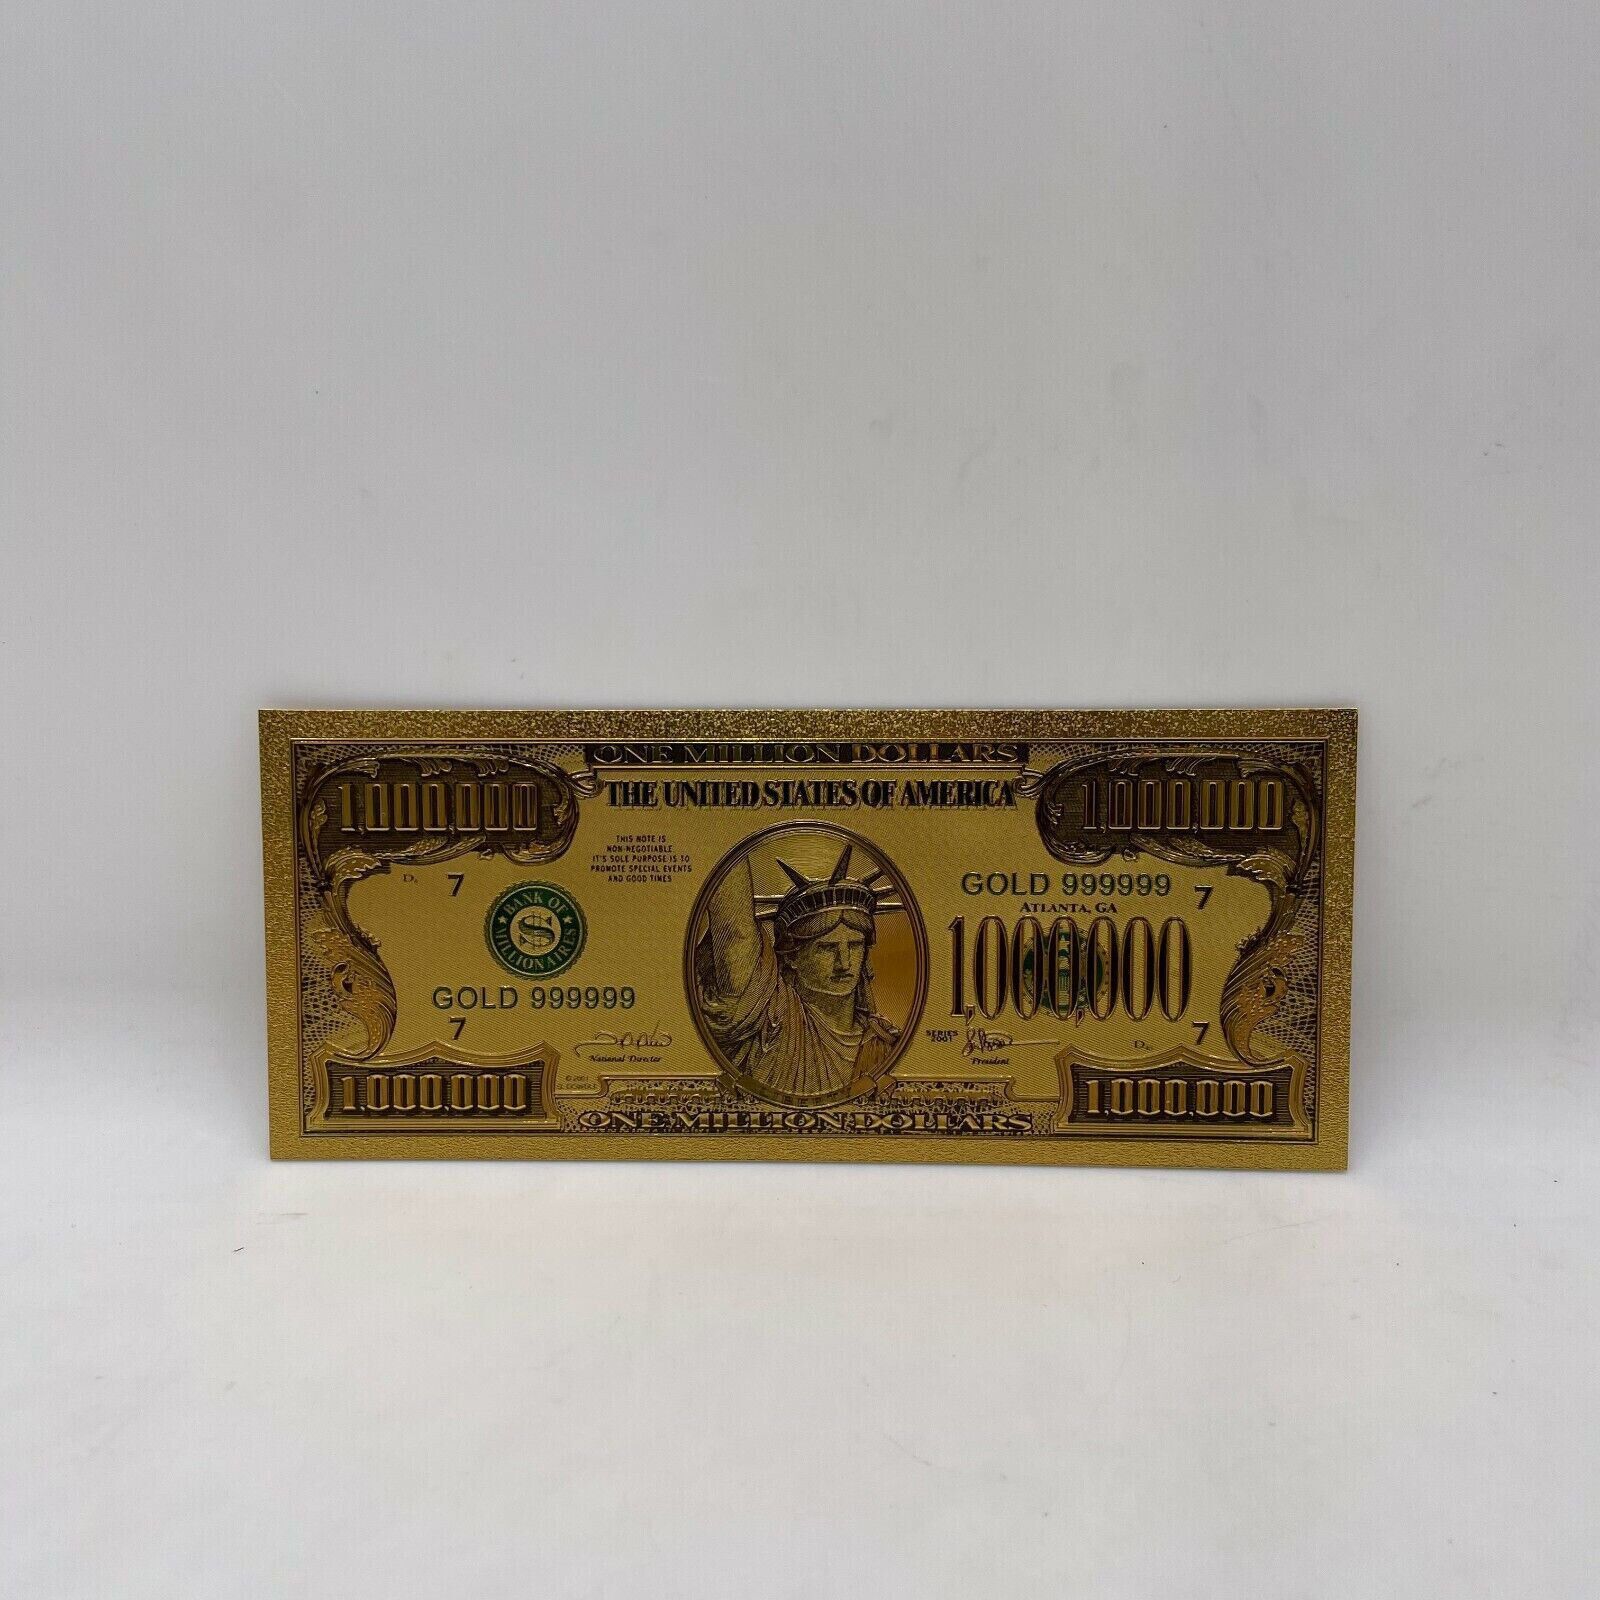 ONE MILLION DOLLARS
1,000,000
THE UNITED STATES OF AMERICA
1,000,000
THIS NOTE IS
NON-NEGOTIABLE
IT'S SOLE PURPOSE IS TO
PROMOTE SPECIAL EVENTS
AND GOOD TIMES
7
GOLD 999999
7
ATLANTA, GA
BANK OF
MILLIONAIRES
$
1,000,000
GOLD 999999
7
National Director
SERIES
2001
President
7
© 2001
1,000,000
LIBERTY
1,000,000
ONE MILLION DOLLARS